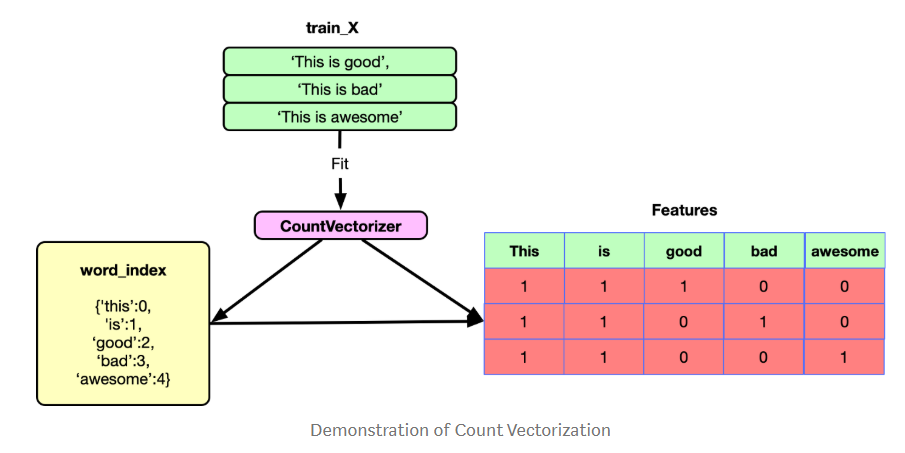 train_X
‘This is good’,
‘This is bad’
‘This is awesome’
Fit
CountVectorizer
word_index
{'this':0,
'is':1,
‘good’:2,
‘bad’:3,
‘awesome’:4}
Features
This is good bad awesome
1 1 1 0 0
1 1 0 1 0
1 1 0 0 1
Demonstration of Count Vectorization